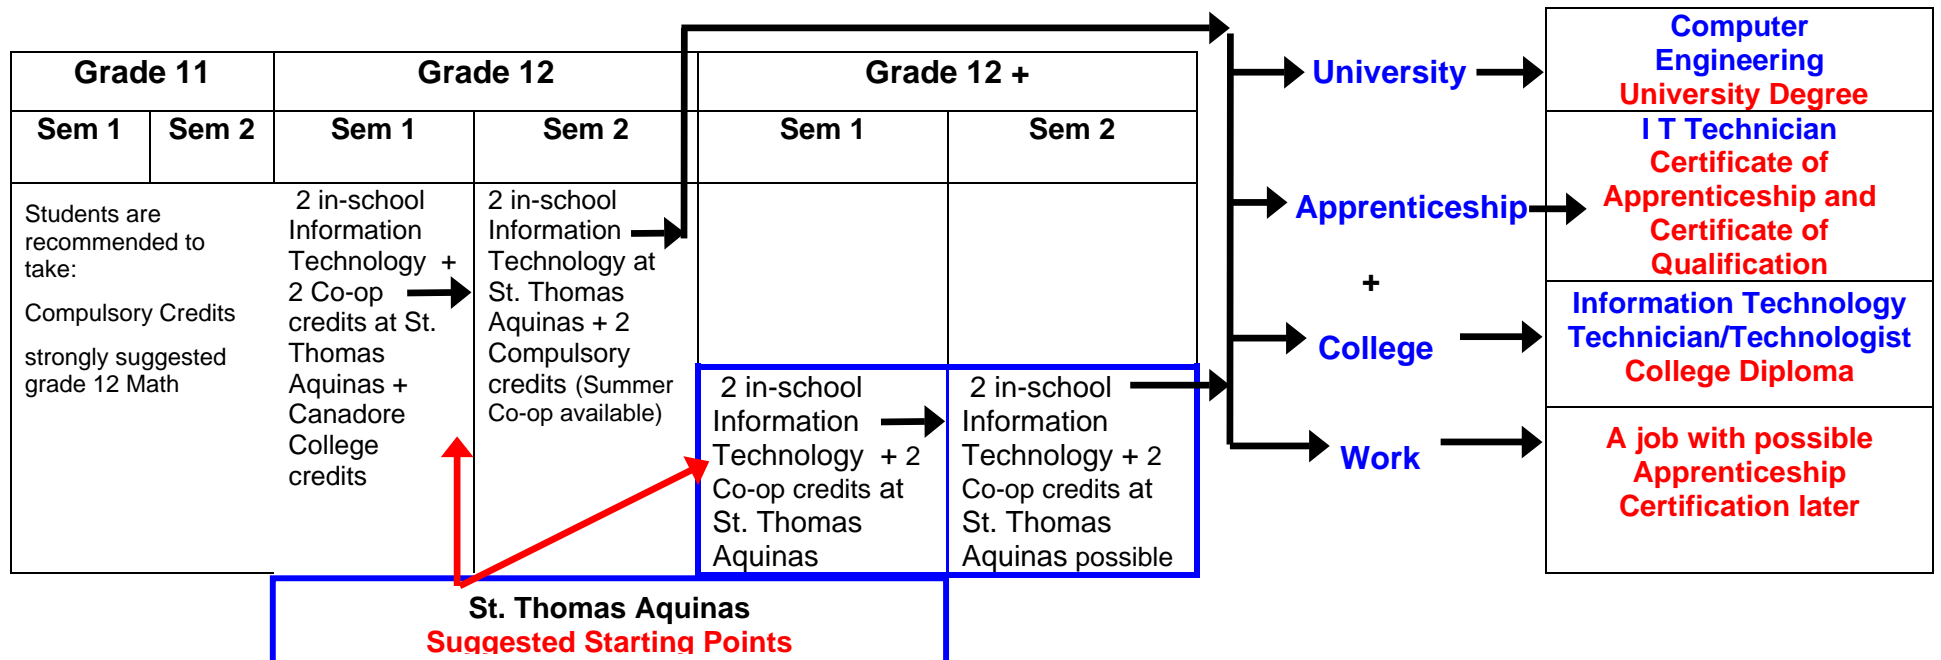 Grade 11
Grade 12
Grade 12 +
Sem 1
Sem 2
Sem 1
Sem 2
Sem 1
Sem 2
Students are
recommended to
take:
Compulsory Credits
strongly suggested
grade 12 Math
2 in-school
Information
Technology +
2 Co-op
credits at St.
Thomas
Aquinas +
Canadore
College
credits
2 in-school
Information
Technology at
St. Thomas
Aquinas + 2
Compulsory
credits (Summer
Co-op available)
2 in-school
Information
Technology + 2
Co-op credits at
St. Thomas
Aquinas
2 in-school
Information
Technology + 2
Co-op credits at
St. Thomas
Aquinas possible
St. Thomas Aquinas
Suggested Starting Points
University
Apprenticeship
+
College
Work
Computer
Engineering
University Degree
I T Technician
Certificate of
Apprenticeship and
Certificate of
Qualification
Information Technology
Technician/Technologist
College Diploma
A job with possible
Apprenticeship
Certification later